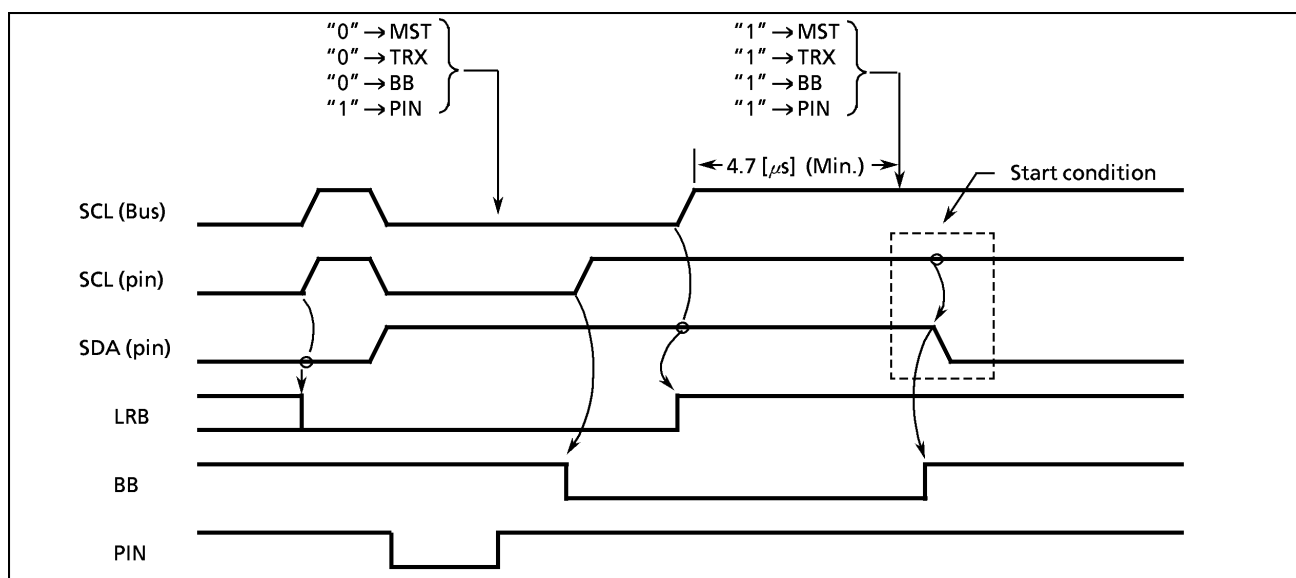 “0” → MST
“0” → TRX
“0” → BB
“1” → PIN
“1” → MST
“1” → TRX
“1” → BB
“1” → PIN
4.7 [μs] (Min.)
Start condition
SCL (Bus)
SCL (pin)
SDA (pin)
LRB
BB
PIN